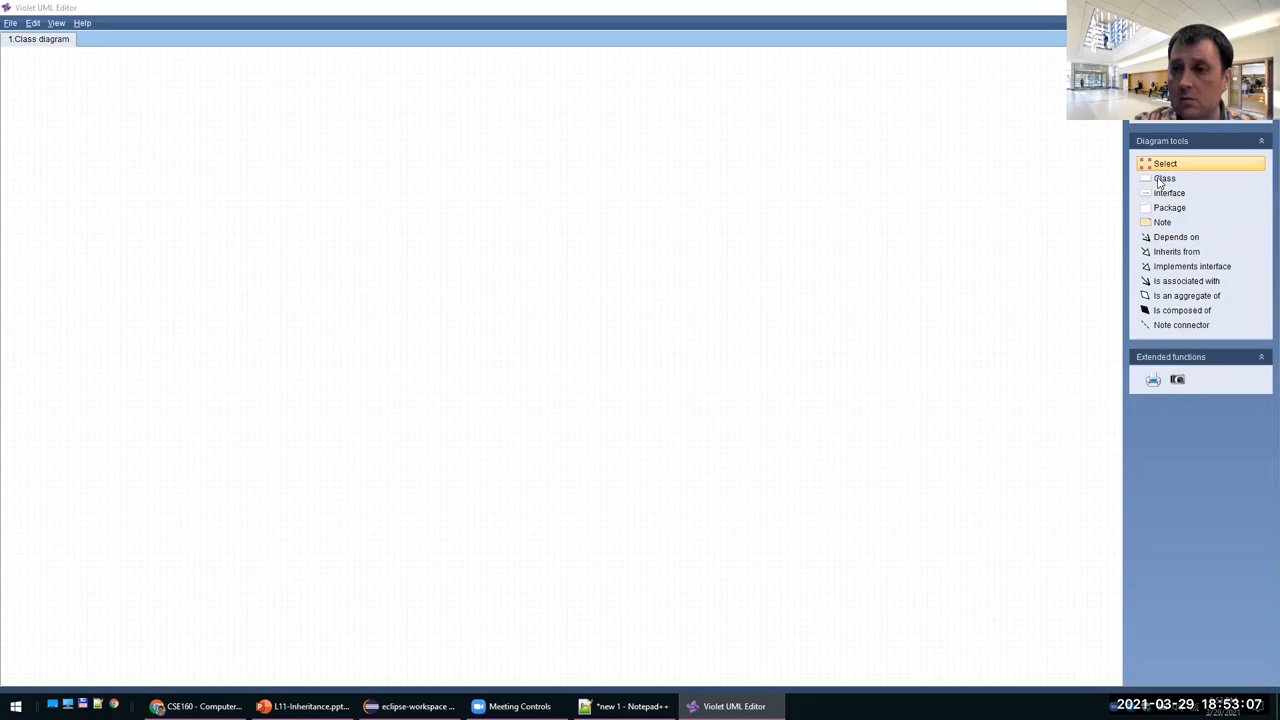 Violet UML Editor
File Edit View Help
1.Class diagram
Diagram tools
Select
Class
Interface
Package
Note
Depends on
Inherits from
Implements interface
Is associated with
Is an aggregate of
Is composed of
Note connector
Extended functions
CSE160 - Computer... L11-Inheritance.ppt... eclipse-workspace ... Meeting Controls *new 1 - Notepad++ Violet UML Editor
2021-03-29 18:53:07